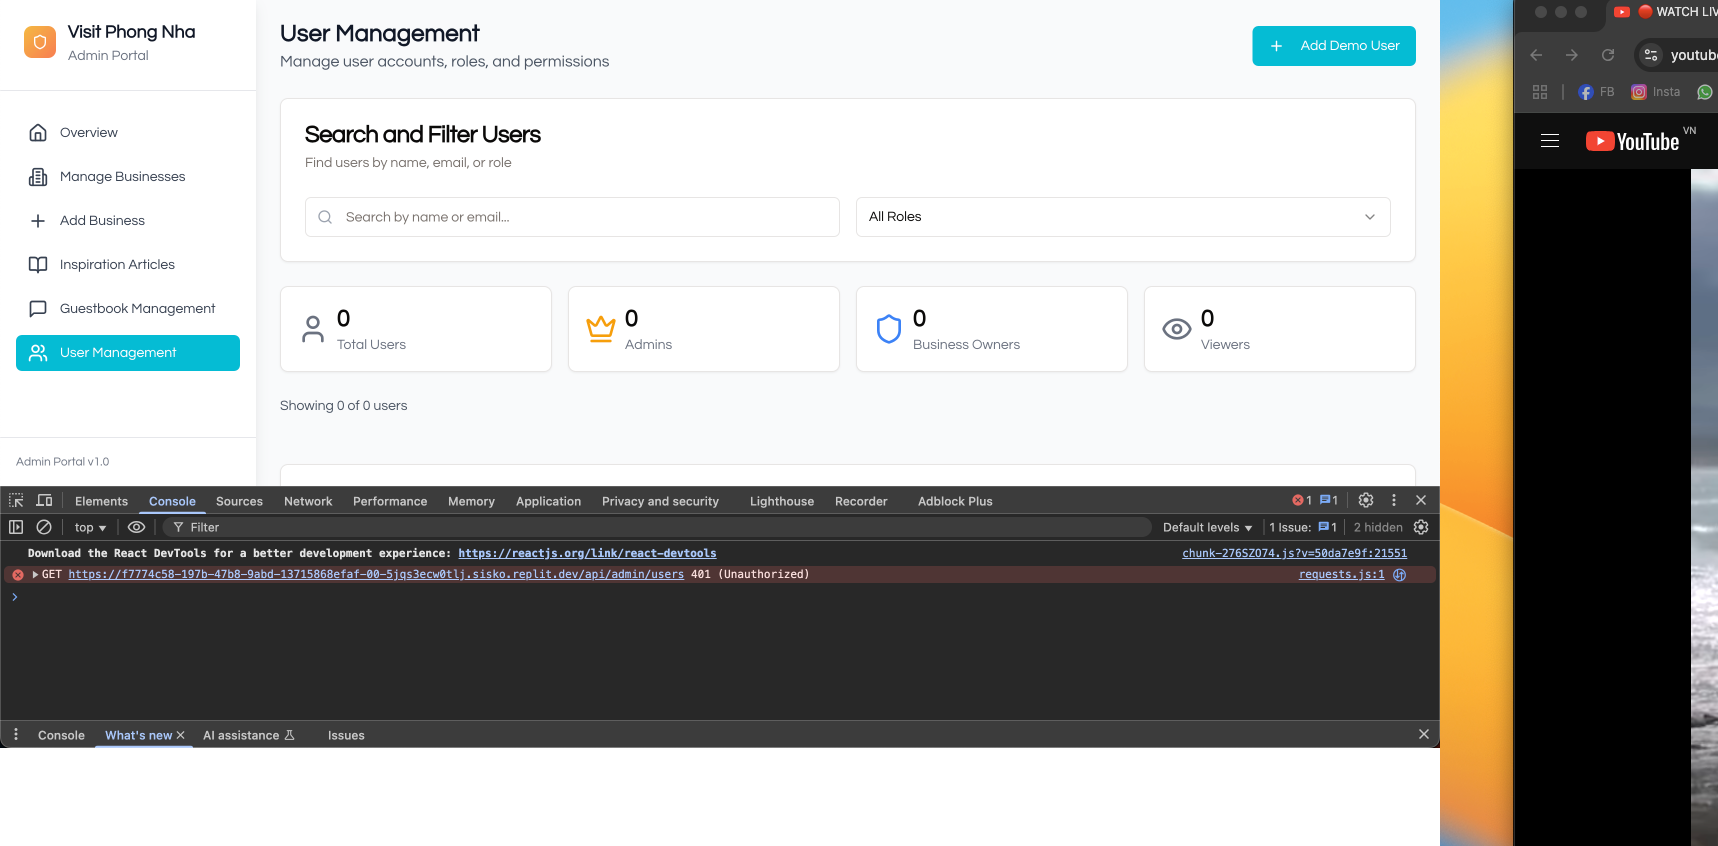 Visit Phong Nha
Admin Portal
Overview
Manage Businesses
Add Business
Inspiration Articles
Guestbook Management
User Management
Admin Portal v1.0
User Management
Manage user accounts, roles, and permissions
Add Demo User
Search and Filter Users
Find users by name, email, or role
Search by name or email...
All Roles
0
Total Users
0
Admins
0
Business Owners
0
Viewers
Showing 0 of 0 users
Elements Console Sources Network Performance Memory Application Privacy and security Lighthouse Recorder Adblock Plus 1 1
top Filter Default levels 1 Issue: 1 2 hidden
Download the React DevTools for a better development experience: https://reactjs.org/link/react-devtools chunk-276SZO74.js?v=50da7e9f:21551
GET https://f7774c58-197b-47b8-9abd-13715868efaf-00-5jqs3ecw0tlj.sisko.replit.dev/api/admin/users 401 (Unauthorized) requests.js:1
Console What's new AI assistance Issues
WATCH LIV
youtub
FB Insta
YouTube VN